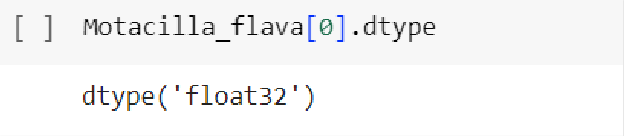 [ ] Motacilla_flava[0].dtype
dtype('float32')